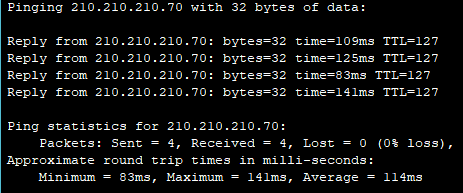 Pinging 210.210.210.70 with 32 bytes of data:
Reply from 210.210.210.70: bytes=32 time=109ms TTL=127
Reply from 210.210.210.70: bytes=32 time=125ms TTL=127
Reply from 210.210.210.70: bytes=32 time=83ms TTL=127
Reply from 210.210.210.70: bytes=32 time=141ms TTL=127
Ping statistics for 210.210.210.70:
Packets: Sent = 4, Received = 4, Lost = 0 (0% loss),
Approximate round trip times in milli-seconds:
Minimum = 83ms, Maximum = 141ms, Average = 114ms